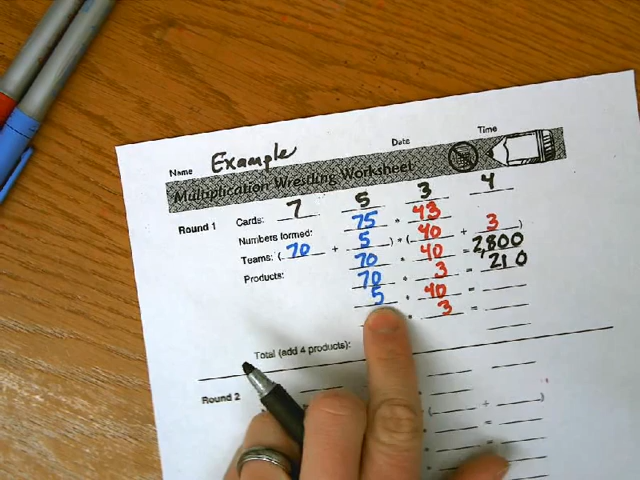 Name Example Date Time
Multiplication Wrestling Worksheet
Round 1 Cards: 7 5 3 4
Numbers formed: 75 * 43
Teams: ( 70 + 5 ) * ( 40 + 3 )
Products: 70 * 40 = 2,800
70 * 3 = 210
5 * 40 =
* 3 =
Total (add 4 products):
Round 2